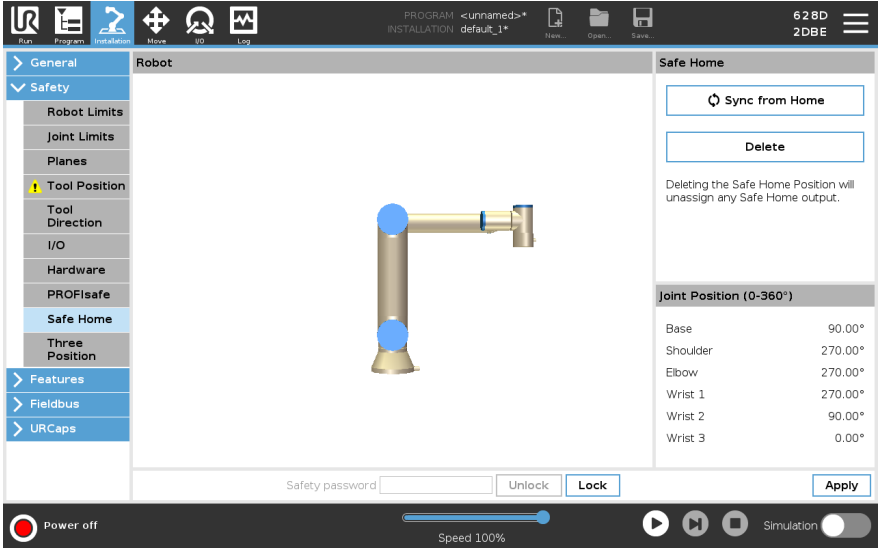 UR
PROGRAM <unnamed>*
INSTALLATION default_1*
Run Program Installation Move I/O Log
New... Open... Save...
628D
2DBE
General
Safety
Robot Limits
Joint Limits
Planes
Tool Position
Tool
Direction
I/O
Hardware
PROFIsafe
Safe Home
Three
Position
Features
Fieldbus
URCaps
Robot
Safe Home
Sync from Home
Delete
Deleting the Safe Home Position will
unassign any Safe Home output.
Joint Position (0-360°)
Base 90.00°
Shoulder 270.00°
Elbow 270.00°
Wrist 1 270.00°
Wrist 2 90.00°
Wrist 3 0.00°
Safety password Unlock Lock Apply
Power off
Speed 100%
Simulation